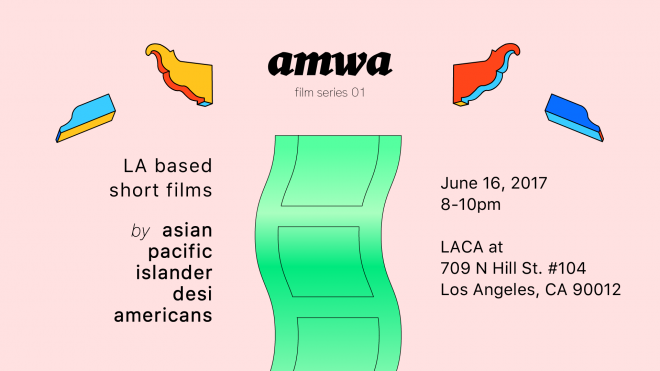 amwa
film series 01
LA based
short films
by asian
pacific
islander
desi
americans
June 16, 2017
8-10pm
LACA at
709 N Hill St. #104
Los Angeles, CA 90012